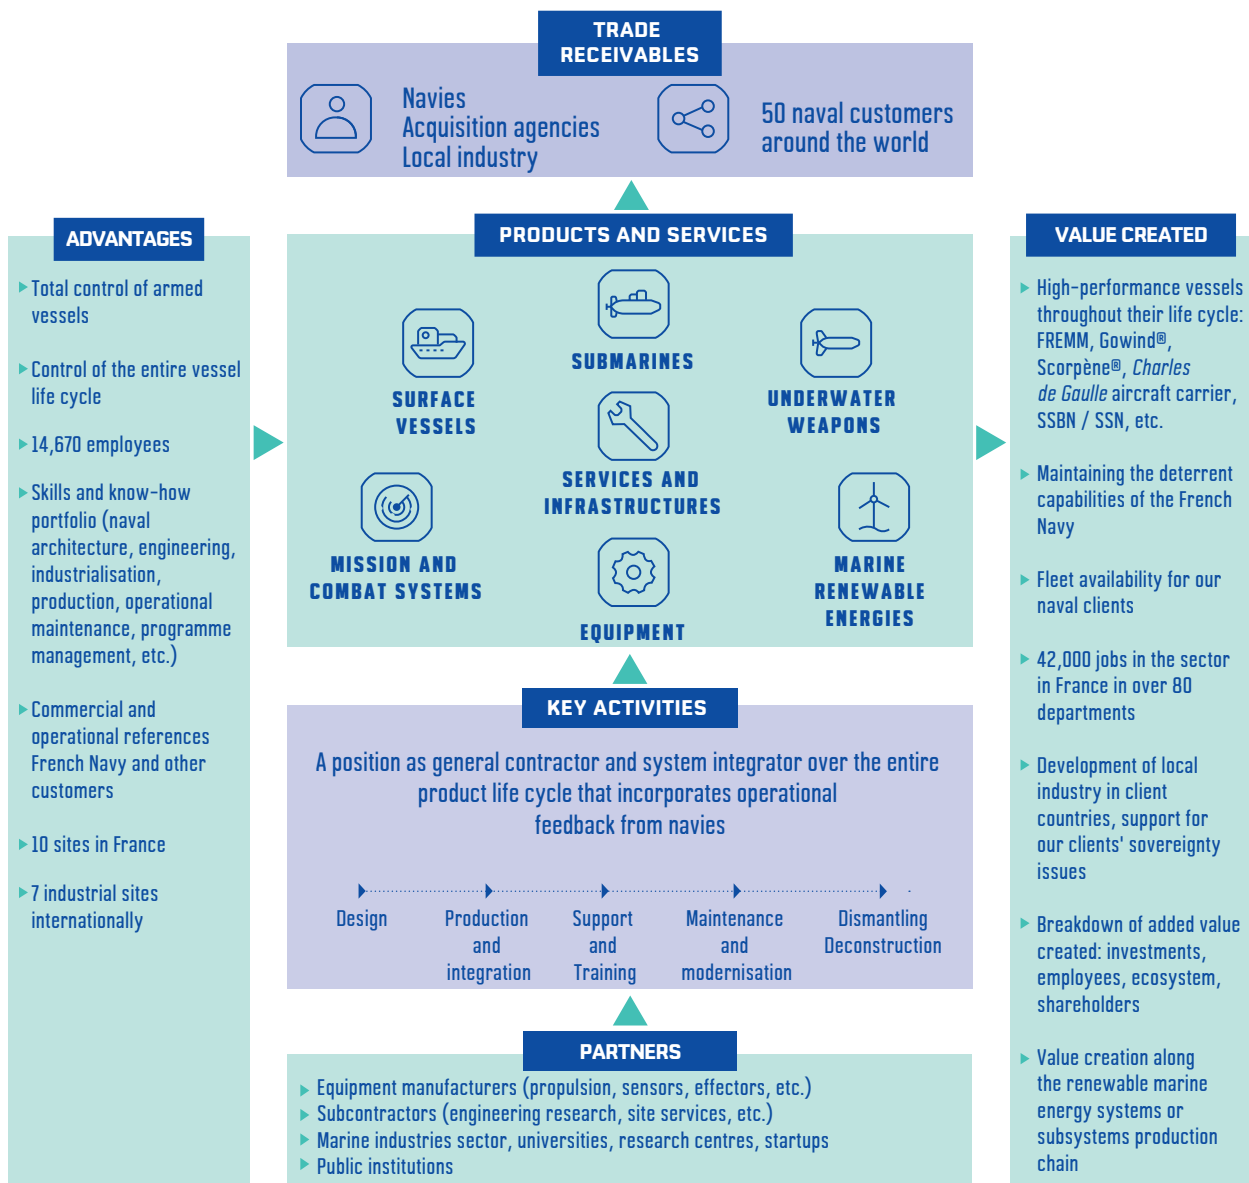 TRADE
RECEIVABLES
Navies
Acquisition agencies
Local industry
50 naval customers
around the world
ADVANTAGES
Total control of armed
vessels
Control of the entire vessel
life cycle
14,670 employees
Skills and know-how
portfolio (naval
architecture, engineering,
industrialisation,
production, operational
maintenance, programme
management, etc.)
Commercial and
operational references
French Navy and other
customers
10 sites in France
7 industrial sites
internationally
PRODUCTS AND SERVICES
SUBMARINES
SURFACE
VESSELS
UNDERWATER
WEAPONS
SERVICES AND
INFRASTRUCTURES
MISSION AND
COMBAT SYSTEMS
MARINE
RENEWABLE
ENERGIES
EQUIPMENT
KEY ACTIVITIES
A position as general contractor and system integrator over the entire
product life cycle that incorporates operational
feedback from navies
Design
Production
and
integration
Support
and
Training
Maintenance
and
modernisation
Dismantling
Deconstruction
PARTNERS
Equipment manufacturers (propulsion, sensors, effectors, etc.)
Subcontractors (engineering research, site services, etc.)
Marine industries sector, universities, research centres, startups
Public institutions
VALUE CREATED
High-performance vessels
throughout their life cycle:
FREMM, Gowind®,
Scorpène®, Charles
de Gaulle aircraft carrier,
SSBN / SSN, etc.
Maintaining the deterrent
capabilities of the French
Navy
Fleet availability for our
naval clients
42,000 jobs in the sector
in France in over 80
departments
Development of local
industry in client
countries, support for
our clients' sovereignty
issues
Breakdown of added value
created: investments,
employees, ecosystem,
shareholders
Value creation along
the renewable marine
energy systems or
subsystems production
chain